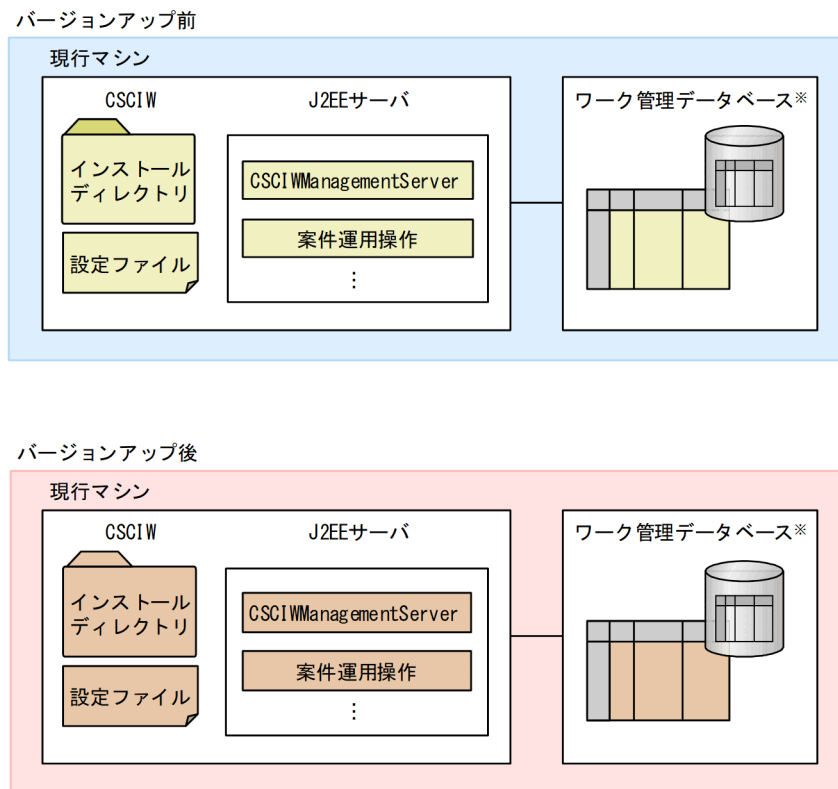 バージョンアップ前
現行マシン
CSCIW
J2EEサーバ
ワーク管理データベース※
インストール
ディレクトリ
設定ファイル
CSCIWManagementServer
案件運用操作
⋮
バージョンアップ後
現行マシン
CSCIW
J2EEサーバ
ワーク管理データベース※
インストール
ディレクトリ
設定ファイル
CSCIWManagementServer
案件運用操作
⋮